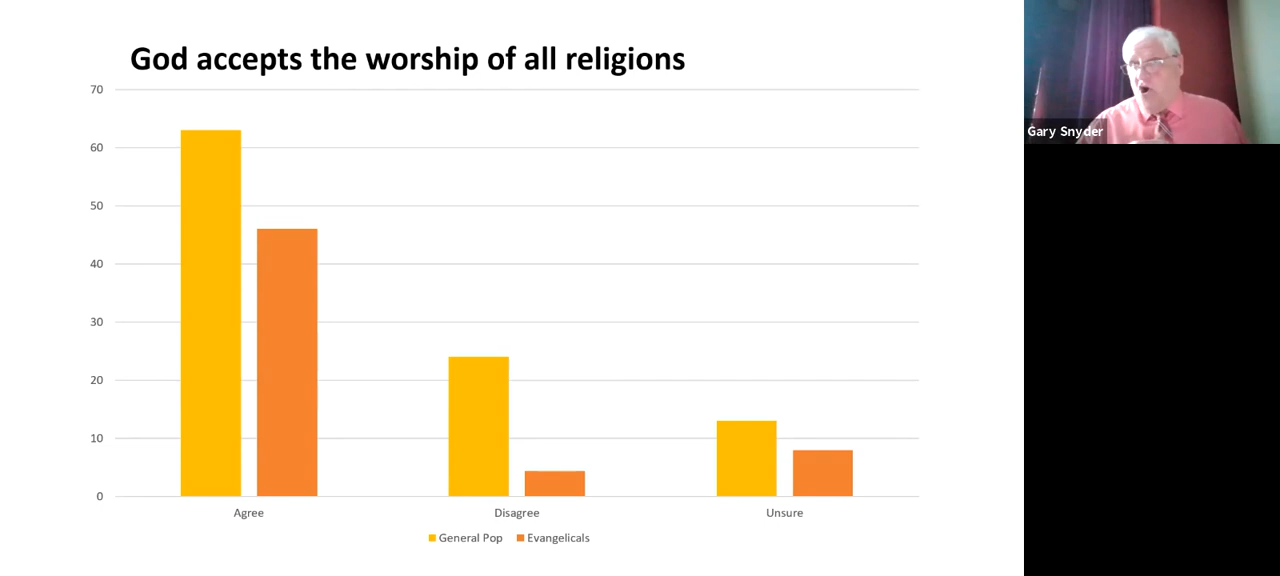 God accepts the worship of all religions
70
60
50
40
30
20
10
0
Agree
Disagree
Unsure
General Pop
Evangelicals
Gary Snyder